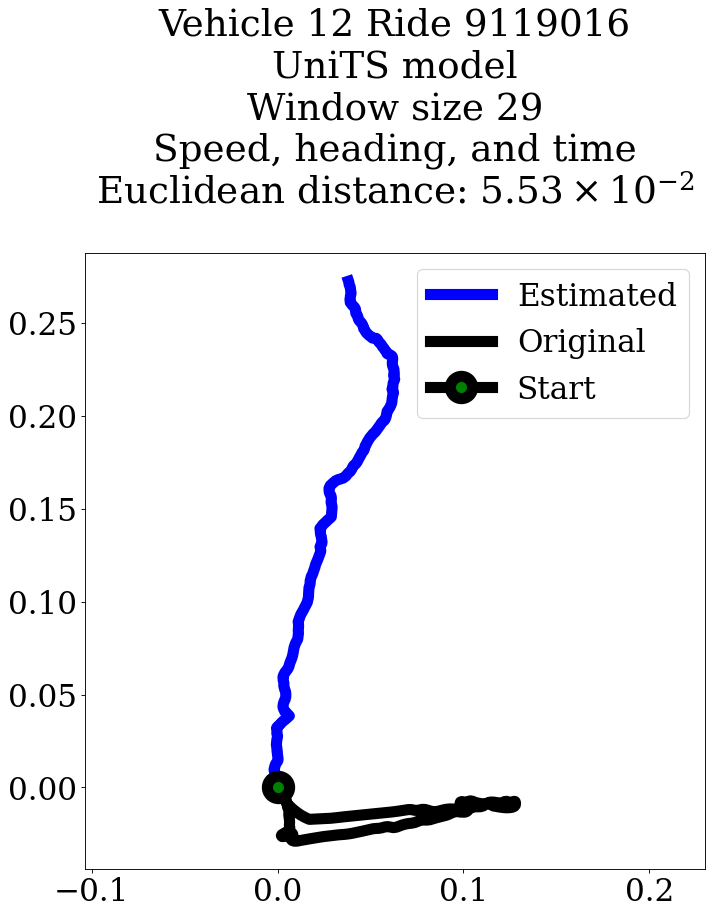 Vehicle 12 Ride 9119016
UniTS model
Window size 29
Speed, heading, and time
Euclidean distance: $5.53 \times 10^{-2}$
Estimated
Original
Start
0.25
0.20
0.15
0.10
0.05
0.00
−0.1 0.0 0.1 0.2